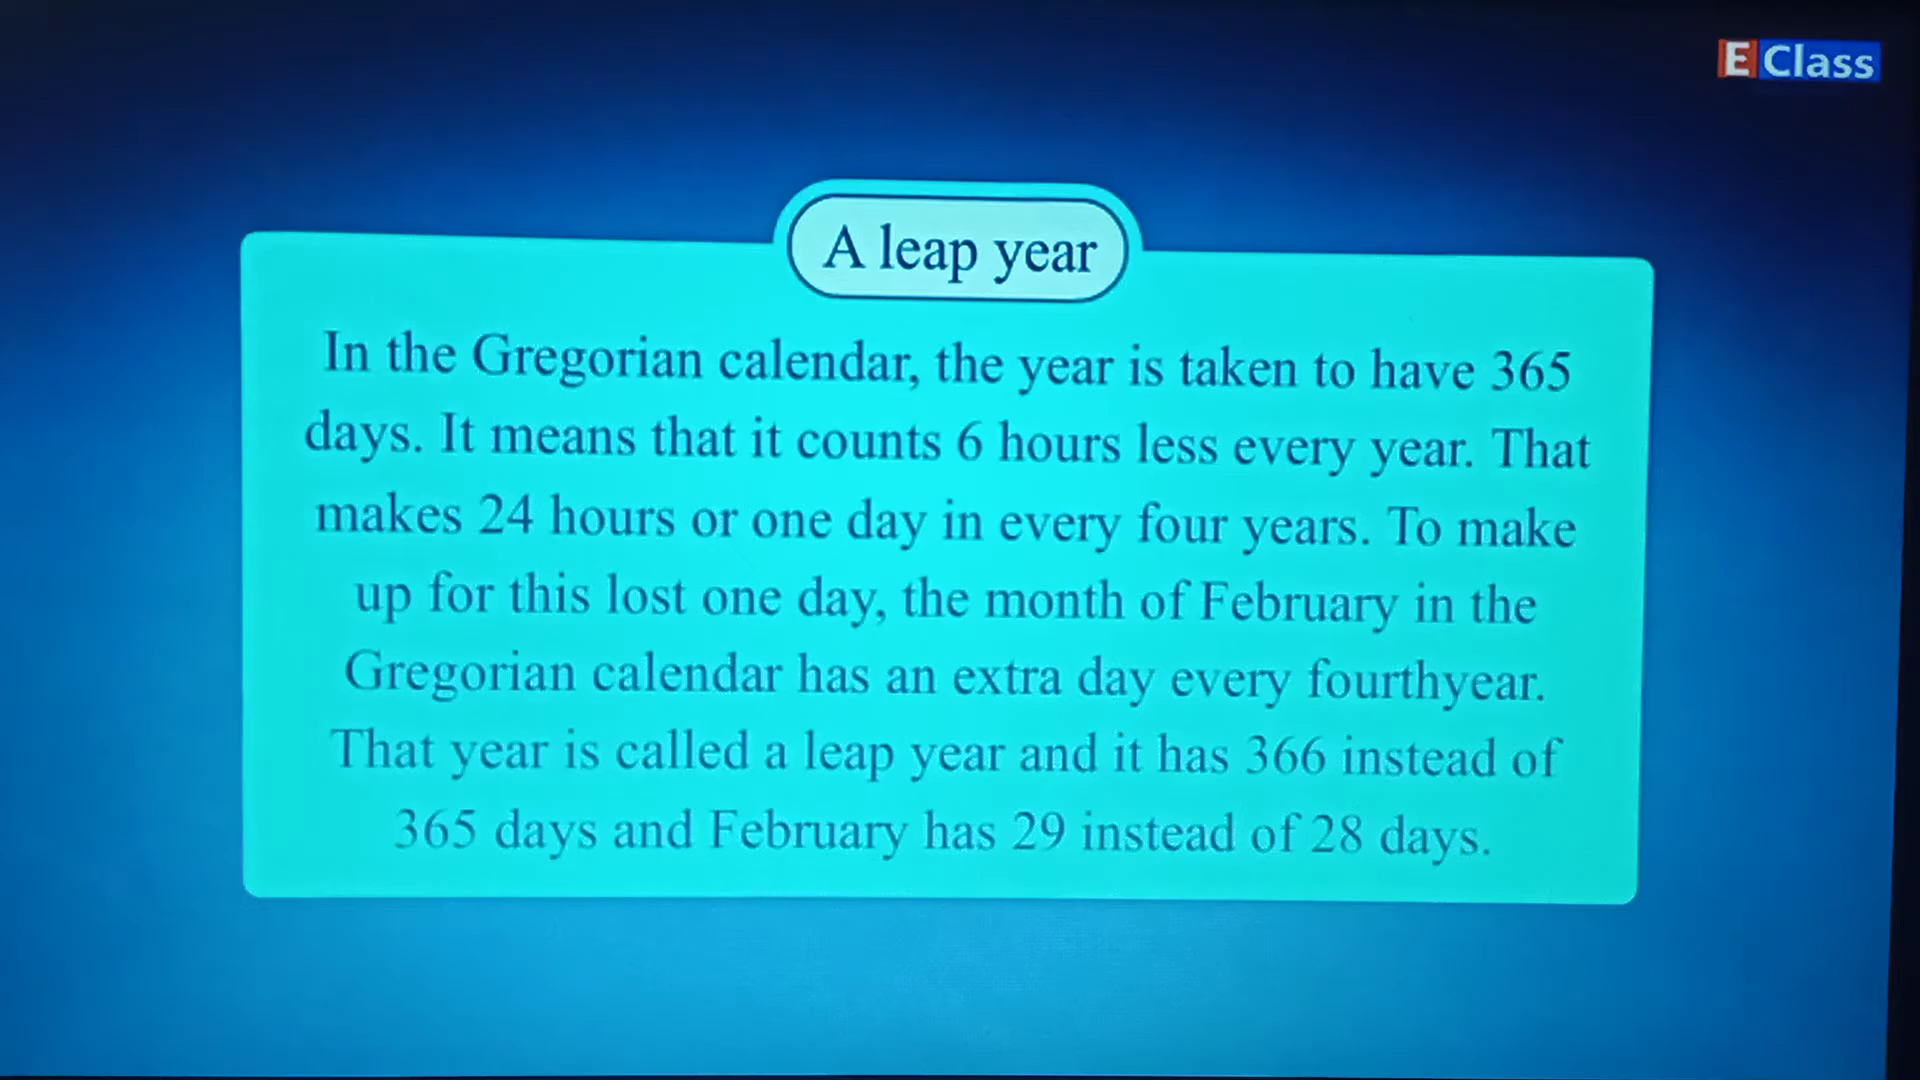 E Class
A leap year
In the Gregorian calendar, the year is taken to have 365
days. It means that it counts 6 hours less every year. That
makes 24 hours or one day in every four years. To make
up for this lost one day, the month of February in the
Gregorian calendar has an extra day every fourthyear.
That year is called a leap year and it has 366 instead of
365 days and February has 29 instead of 28 days.